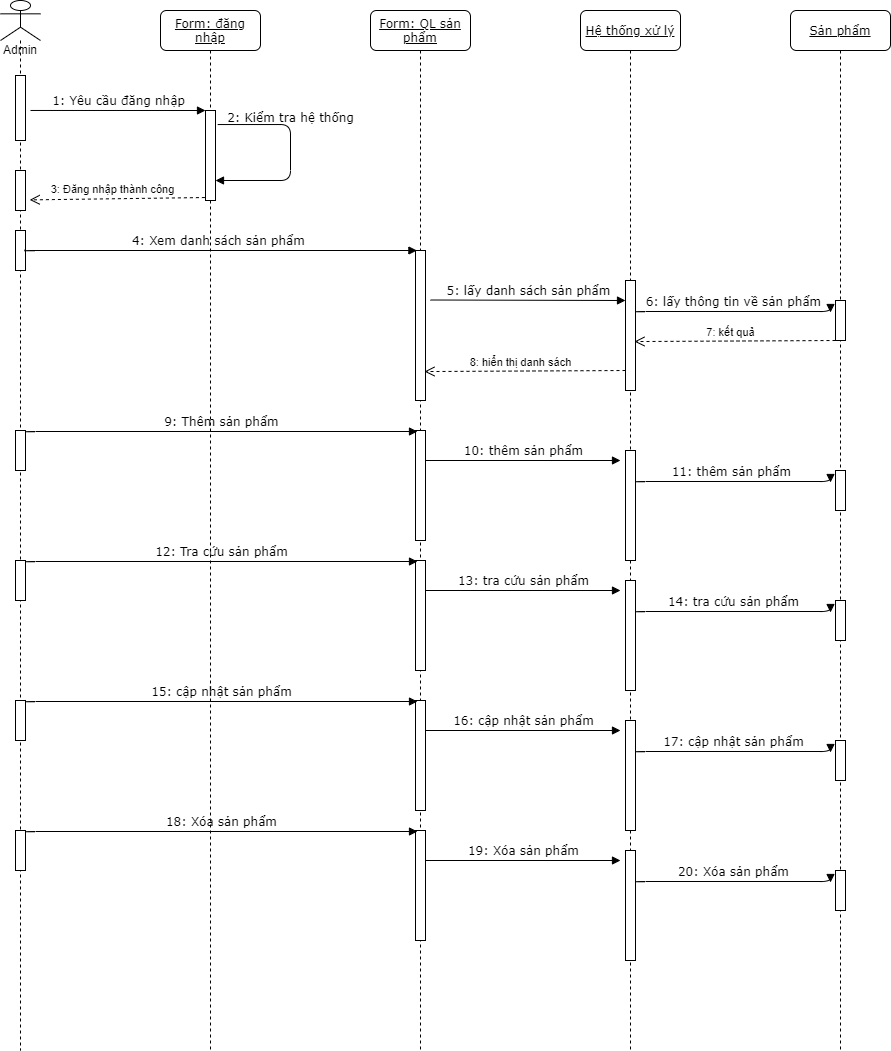 Form: đăng
nhập
Form: QL sản
phẩm
Hệ thống xử lý
Sản phẩm
Admin
1: Yêu cầu đăng nhập
2: Kiểm tra hệ thống
3: Đăng nhập thành công
4: Xem danh sách sản phẩm
5: lấy danh sách sản phẩm
6: lấy thông tin về sản phẩm
7: kết quả
8: hiển thị danh sách
9: Thêm sản phẩm
10: thêm sản phẩm
11: thêm sản phẩm
12: Tra cứu sản phẩm
13: tra cứu sản phẩm
14: tra cứu sản phẩm
15: cập nhật sản phẩm
16: cập nhật sản phẩm
17: cập nhật sản phẩm
18: Xóa sản phẩm
19: Xóa sản phẩm
20: Xóa sản phẩm